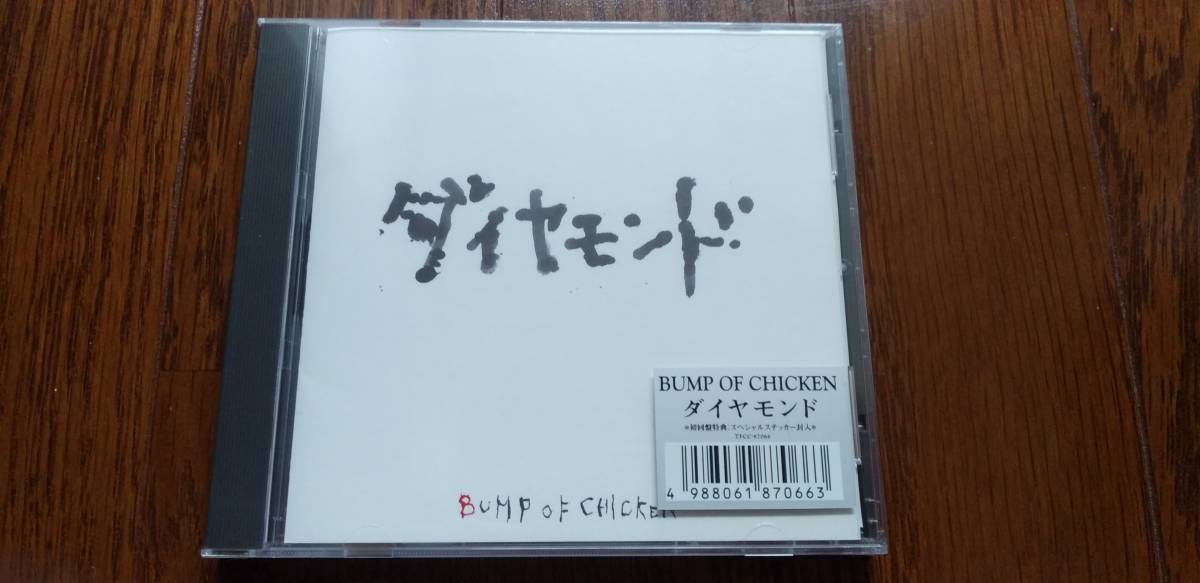 ダイヤモンド
BUMP OF CHICKEN
BUMP OF CHICKEN
ダイヤモンド
※初回盤特典:スペシャルステッカー封入※
TFCC-87066
4 988061 870663